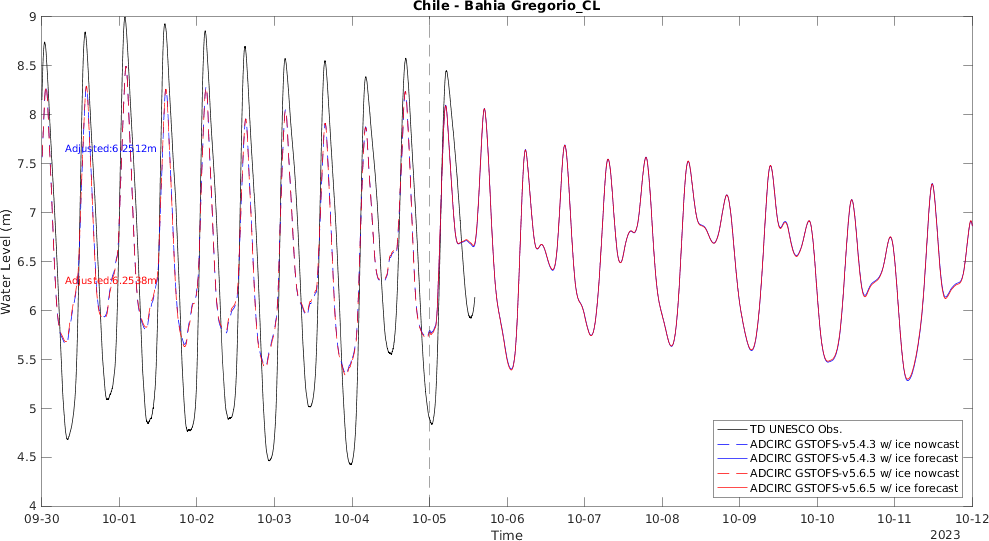 Chile - Bahia Gregorio_CL
Water Level (m)
9
8.5
8
7.5
7
6.5
6
5.5
5
4.5
4
Adjusted:6.2512m
Adjusted:6.2538m
TD UNESCO Obs.
ADCIRC GSTOFS-v5.4.3 w/ ice nowcast
ADCIRC GSTOFS-v5.4.3 w/ ice forecast
ADCIRC GSTOFS-v5.6.5 w/ ice nowcast
ADCIRC GSTOFS-v5.6.5 w/ ice forecast
09-30 10-01 10-02 10-03 10-04 10-05 10-06 10-07 10-08 10-09 10-10 10-11 10-12
Time
2023